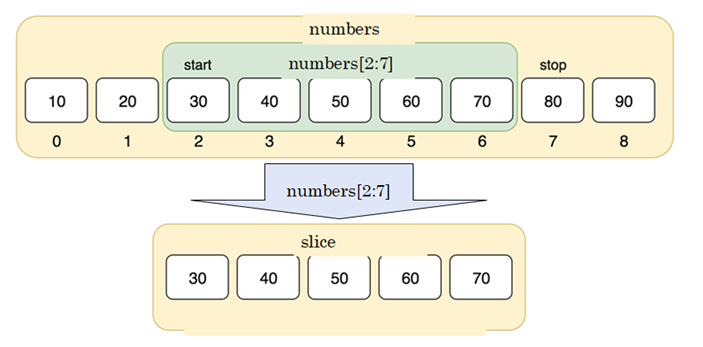 numbers
start numbers[2:7] stop
10 20 30 40 50 60 70 80 90
0 1 2 3 4 5 6 7 8
numbers[2:7]
slice
30 40 50 60 70